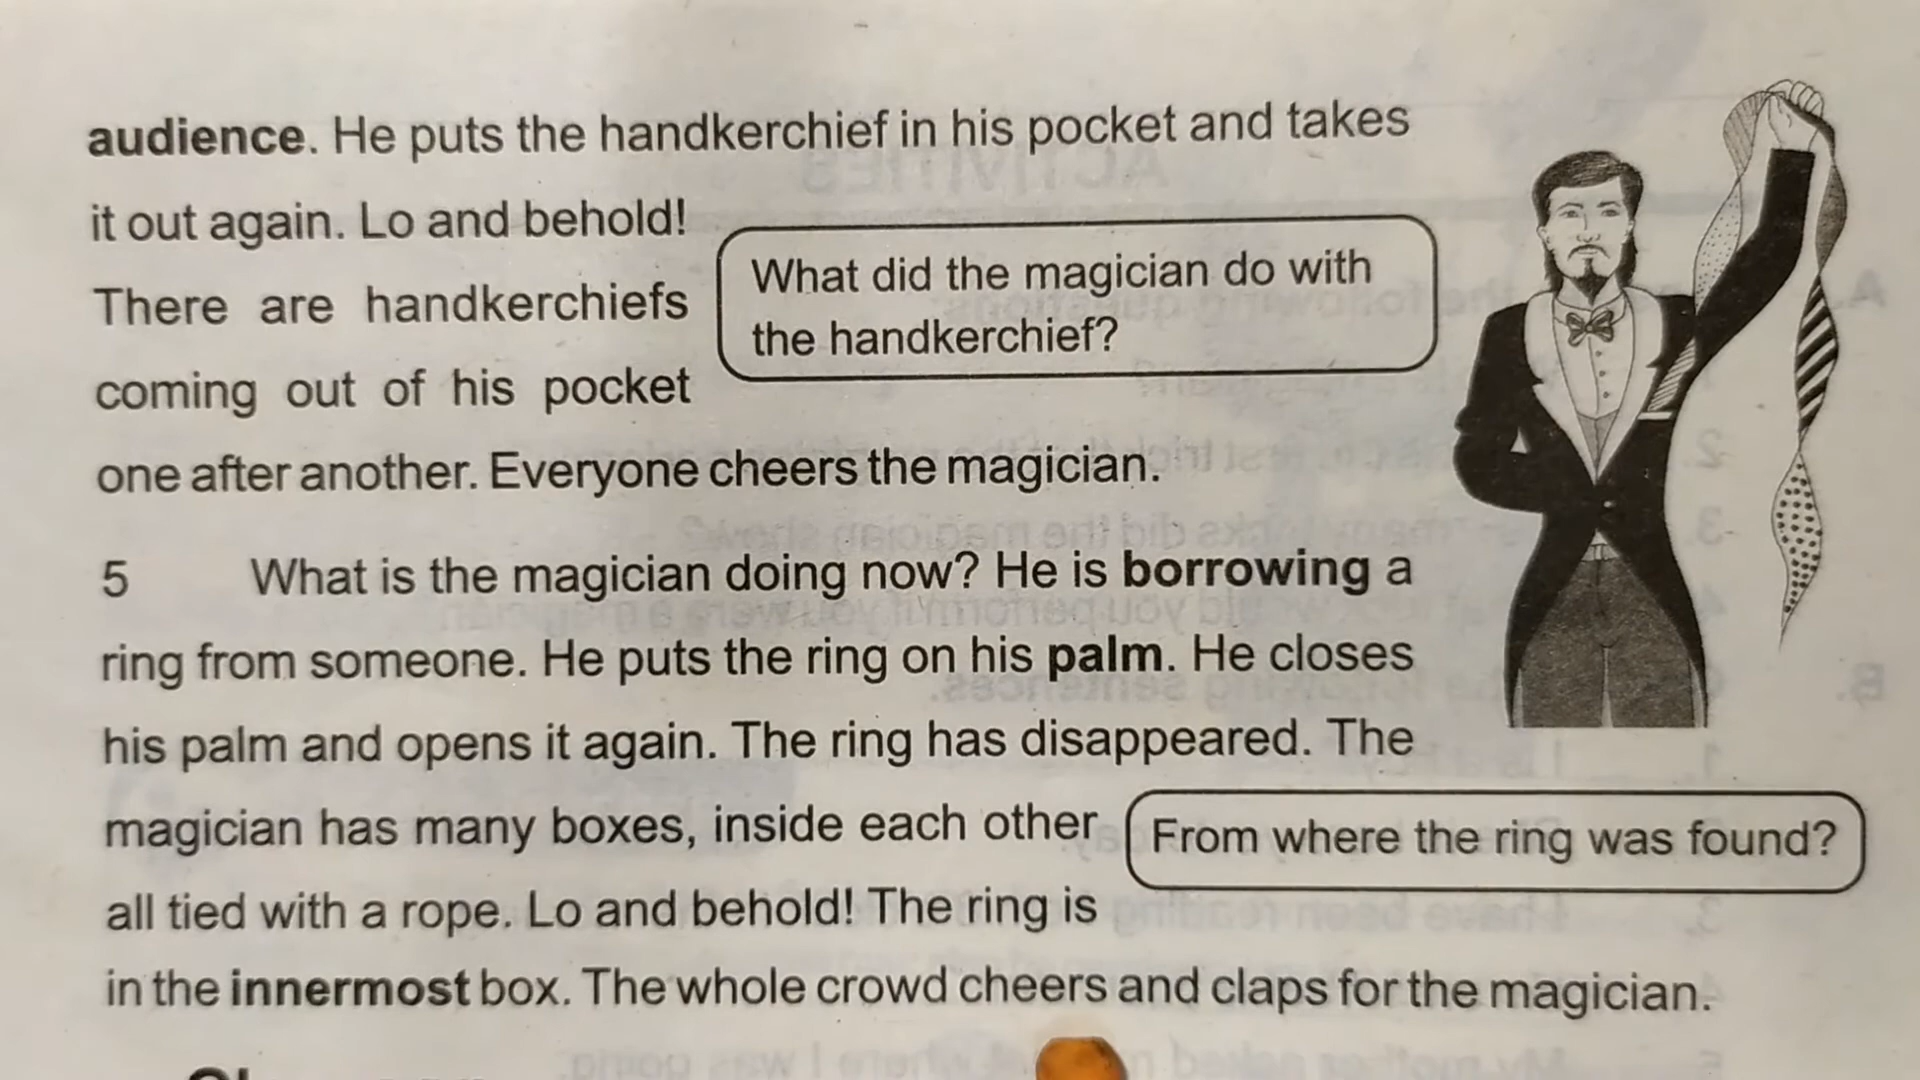 audience. He puts the handkerchief in his pocket and takes
it out again. Lo and behold!
There are handkerchiefs
coming out of his pocket
one after another. Everyone cheers the magician.
What did the magician do with
the handkerchief?
5 What is the magician doing now? He is borrowing a
ring from someone. He puts the ring on his palm. He closes
his palm and opens it again. The ring has disappeared. The
magician has many boxes, inside each other
all tied with a rope. Lo and behold! The ring is
in the innermost box. The whole crowd cheers and claps for the magician.
From where the ring was found?